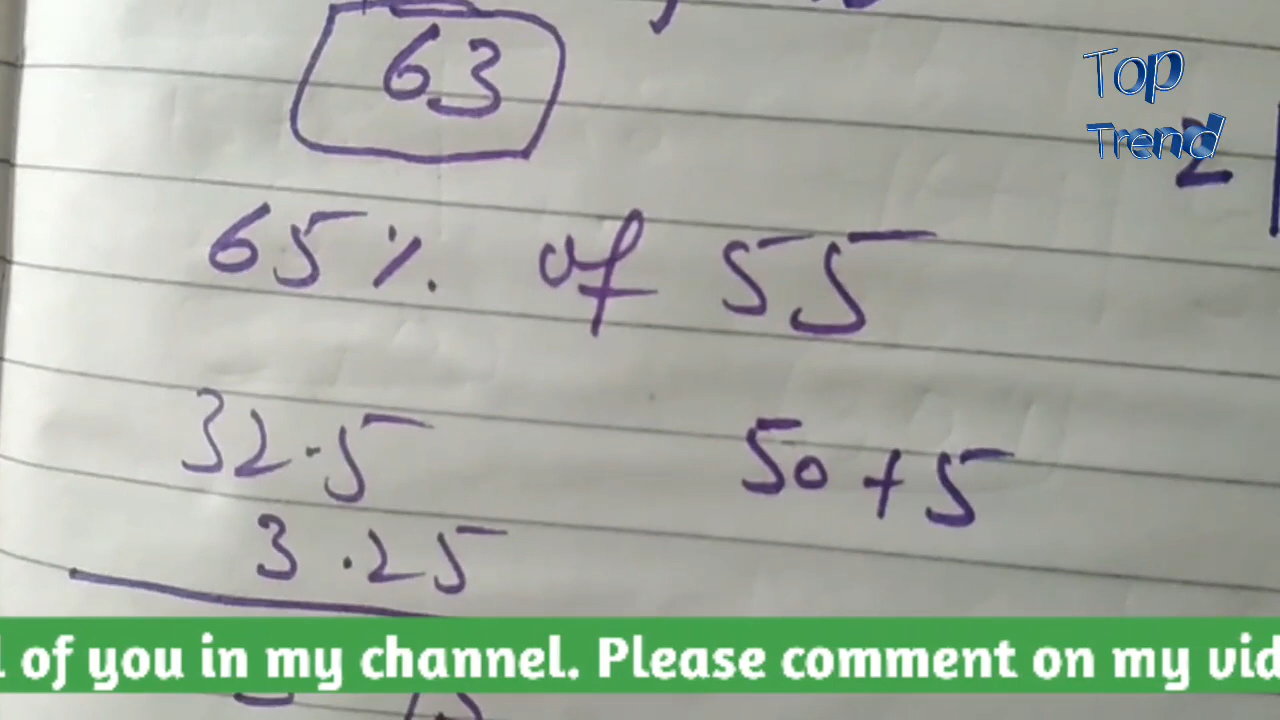 63
Top
Trend
2
65% of 55
32.5
50+5
3.25
of you in my channel. Please comment on my vid